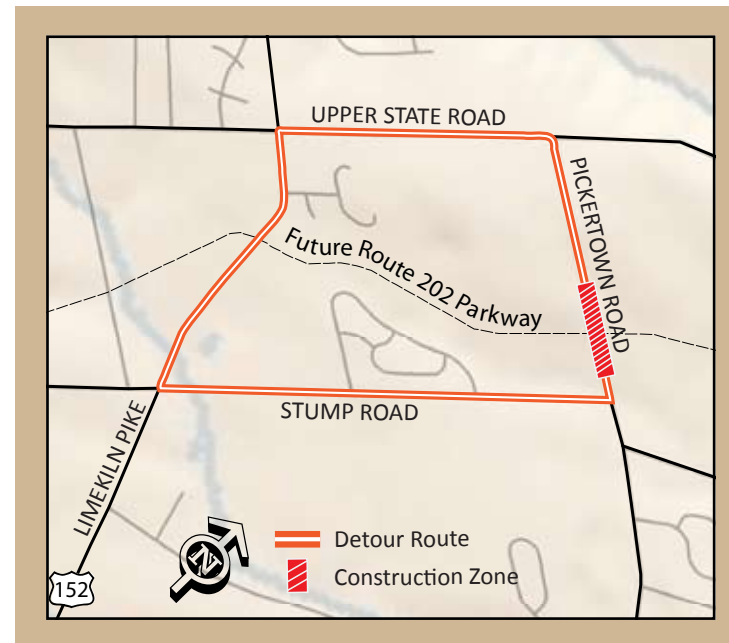 UPPER STATE ROAD
PICKERTOWN ROAD
Future Route 202 Parkway
STUMP ROAD
LIMEKILN PIKE
N
Detour Route
152
Construction Zone